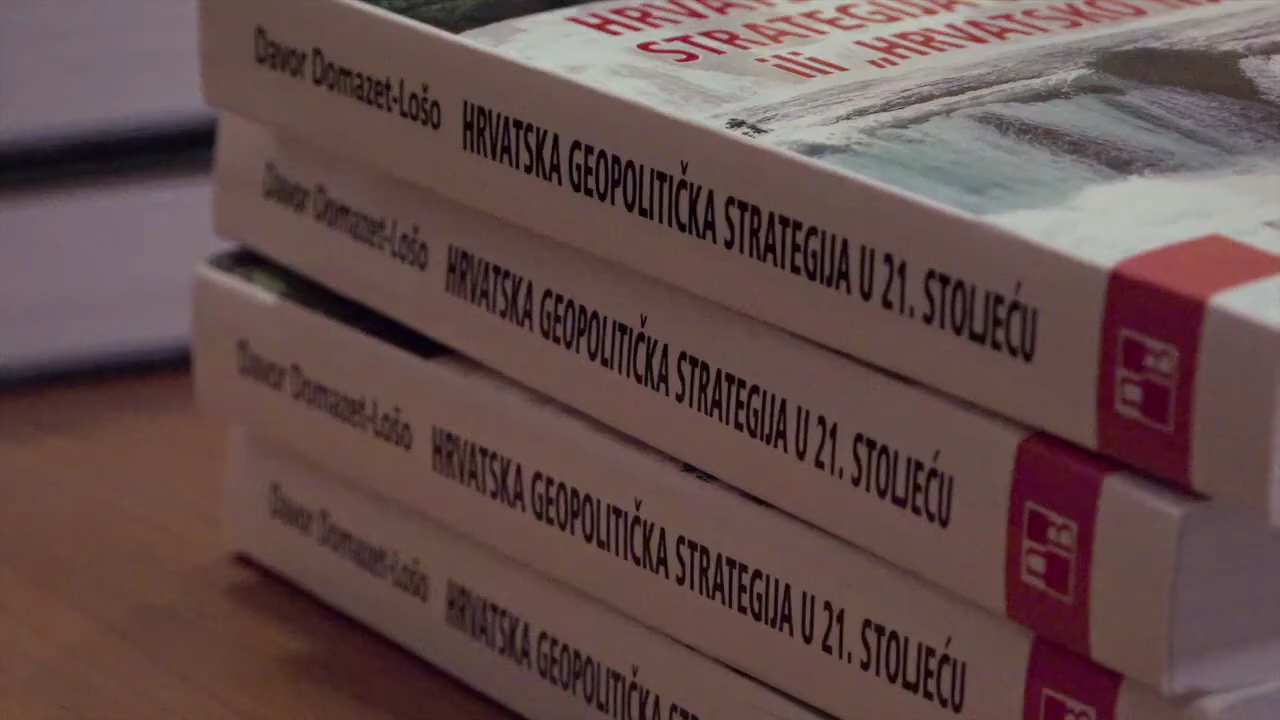 STRATEGIJA
ili „HRVATSKO
Davor Domazet-Lošo HRVATSKA GEOPOLITIČKA STRATEGIJA U 21. STOLJEĆU
Davor Domazet-Lošo HRVATSKA GEOPOLITIČKA STRATEGIJA U 21. STOLJEĆU
Davor Domazet-Lošo HRVATSKA GEOPOLITIČKA STRATEGIJA U 21. STOLJEĆU
Davor Domazet-Lošo HRVATSKA GEOPOLITIČKA